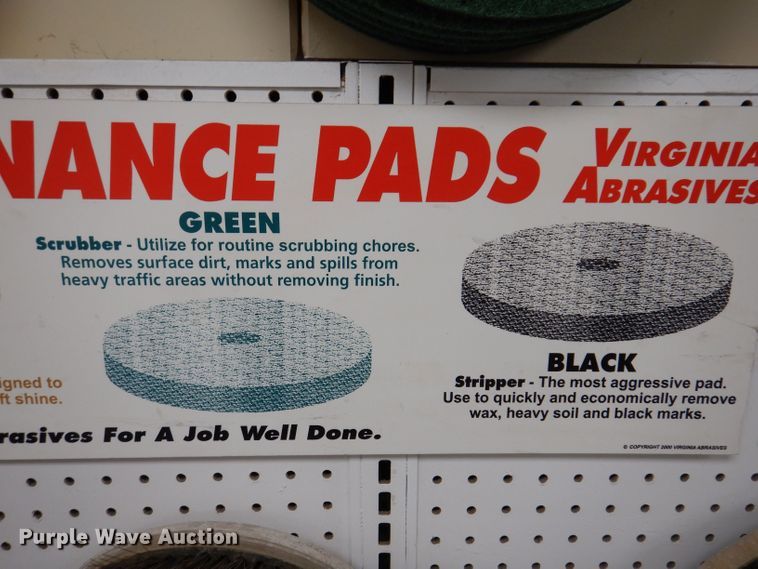 NANCE PADS
VIRGINIA
ABRASIVES
GREEN
Scrubber - Utilize for routine scrubbing chores.
Removes surface dirt, marks and spills from
heavy traffic areas without removing finish.
BLACK
Stripper - The most aggressive pad.
Use to quickly and economically remove
wax, heavy soil and black marks.
igned to
ft shine.
rasives For A Job Well Done.
© COPYRIGHT 2000 VIRGINIA ABRASIVES
Purple Wave Auction